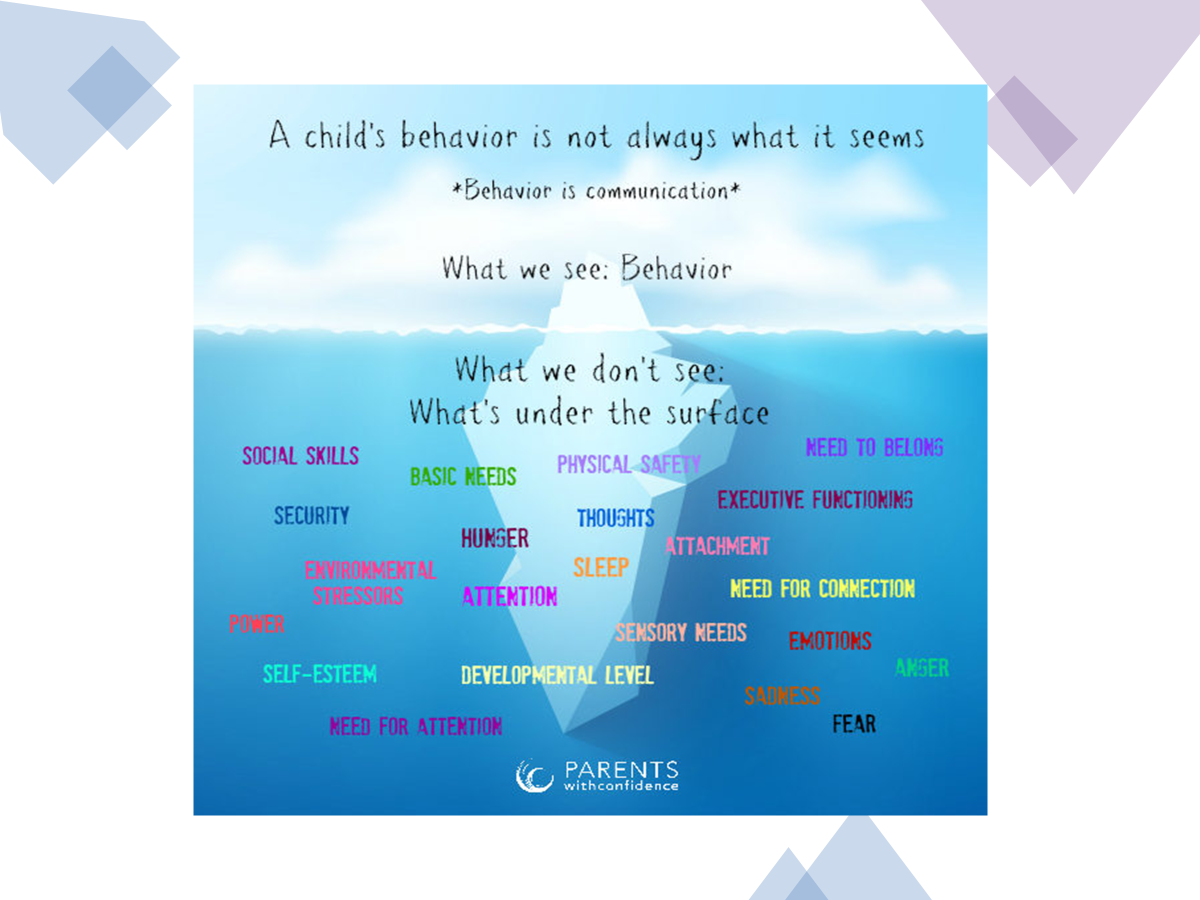 A child's behavior is not always what it seems
*Behavior is communication*
What we see: Behavior
What we don't see:
What's under the surface
SOCIAL SKILLS
BASIC NEEDS
PHYSICAL SAFETY
NEED TO BELONG
SECURITY
HUNGER
THOUGHTS
EXECUTIVE FUNCTIONING
ATTACHMENT
ENVIRONMENTAL
STRESSORS
ATTENTION
SLEEP
NEED FOR CONNECTION
POWER
SENSORY NEEDS
EMOTIONS
SELF-ESTEEM
DEVELOPMENTAL LEVEL
ANGER
SADNESS
NEED FOR ATTENTION
FEAR
PARENTS
withconfidence